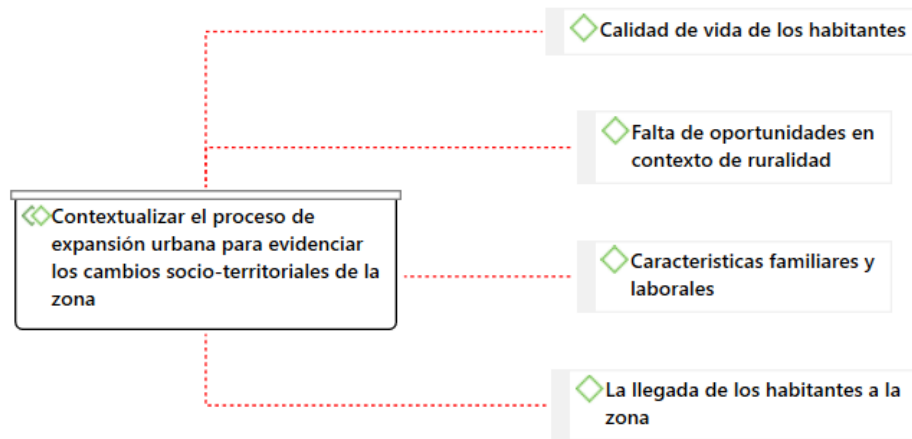 Calidad de vida de los habitantes
Falta de oportunidades en
contexto de ruralidad
Contextualizar el proceso de
expansión urbana para evidenciar
los cambios socio-territoriales de la
zona
Caracteristicas familiares y
laborales
La llegada de los habitantes a la
zona